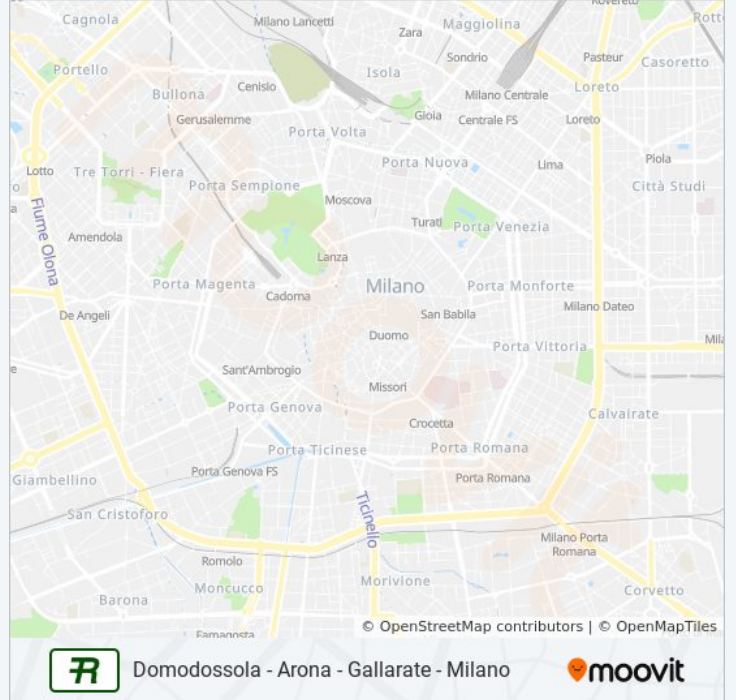 Rovereto
Cagnola
Milano Lancetti
Maggiolina
Rotto
Zara
Sondrio
Pasteur
Casoretto
Portello
Isola
Bullona
Cenisio
Milano Centrale
Loreto
Gerusalemme
Gioia
Centrale FS
Loreto
Porta Volta
Lotto
Tre Torri - Fiera
Porta Nuova
Lima
Piola
Porta Sempione
Città Studi
o
Moscova
a
Turati
Porta Venezia
Fiume Olona
Amendola
Lanza
Porta Magenta
Milano
Porta Monforte
Cadorna
De Angeli
San Babila
Milano Dateo
Duomo
Porta Vittoria
Mila
e
Sant'Ambrogio
Missori
Porta Genova
Crocetta
Calvairate
Porta Ticinese
Porta Romana
Porta Genova FS
Porta Romana
Giambellino
San Cristoforo
Ticinello
Milano Porta
Romana
Romolo
Moncucco
Morivione
Corvetto
Barona
Famagosta
© OpenStreetMap contributors | © OpenMapTiles
R
Domodossola - Arona - Gallarate - Milano
moovit